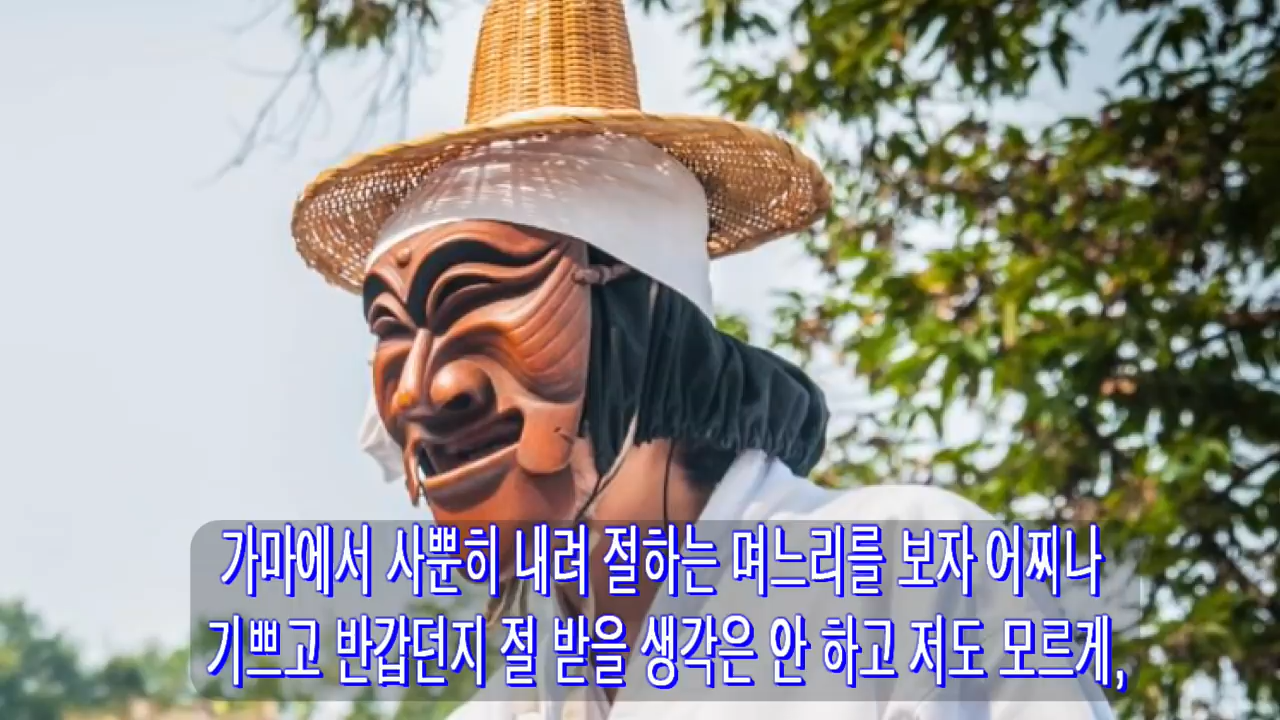 가마에서 사뿐히 내려 절하는 며느리를 보자 어찌나
기쁘고 반갑던지 절 받을 생각은 안 하고 저도 모르게,